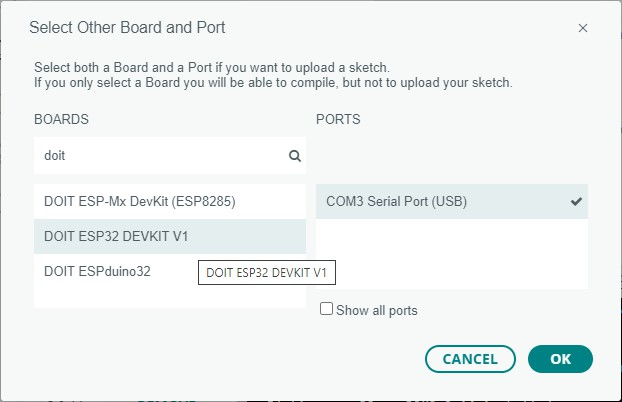 Select Other Board and Port
Select both a Board and a Port if you want to upload a sketch.
If you only select a Board you will be able to compile, but not to upload your sketch.
BOARDS
PORTS
doit
DOIT ESP-Mx DevKit (ESP8285)
COM3 Serial Port (USB)
DOIT ESP32 DEVKIT V1
DOIT ESPduino32
DOIT ESP32 DEVKIT V1
Show all ports
CANCEL
OK